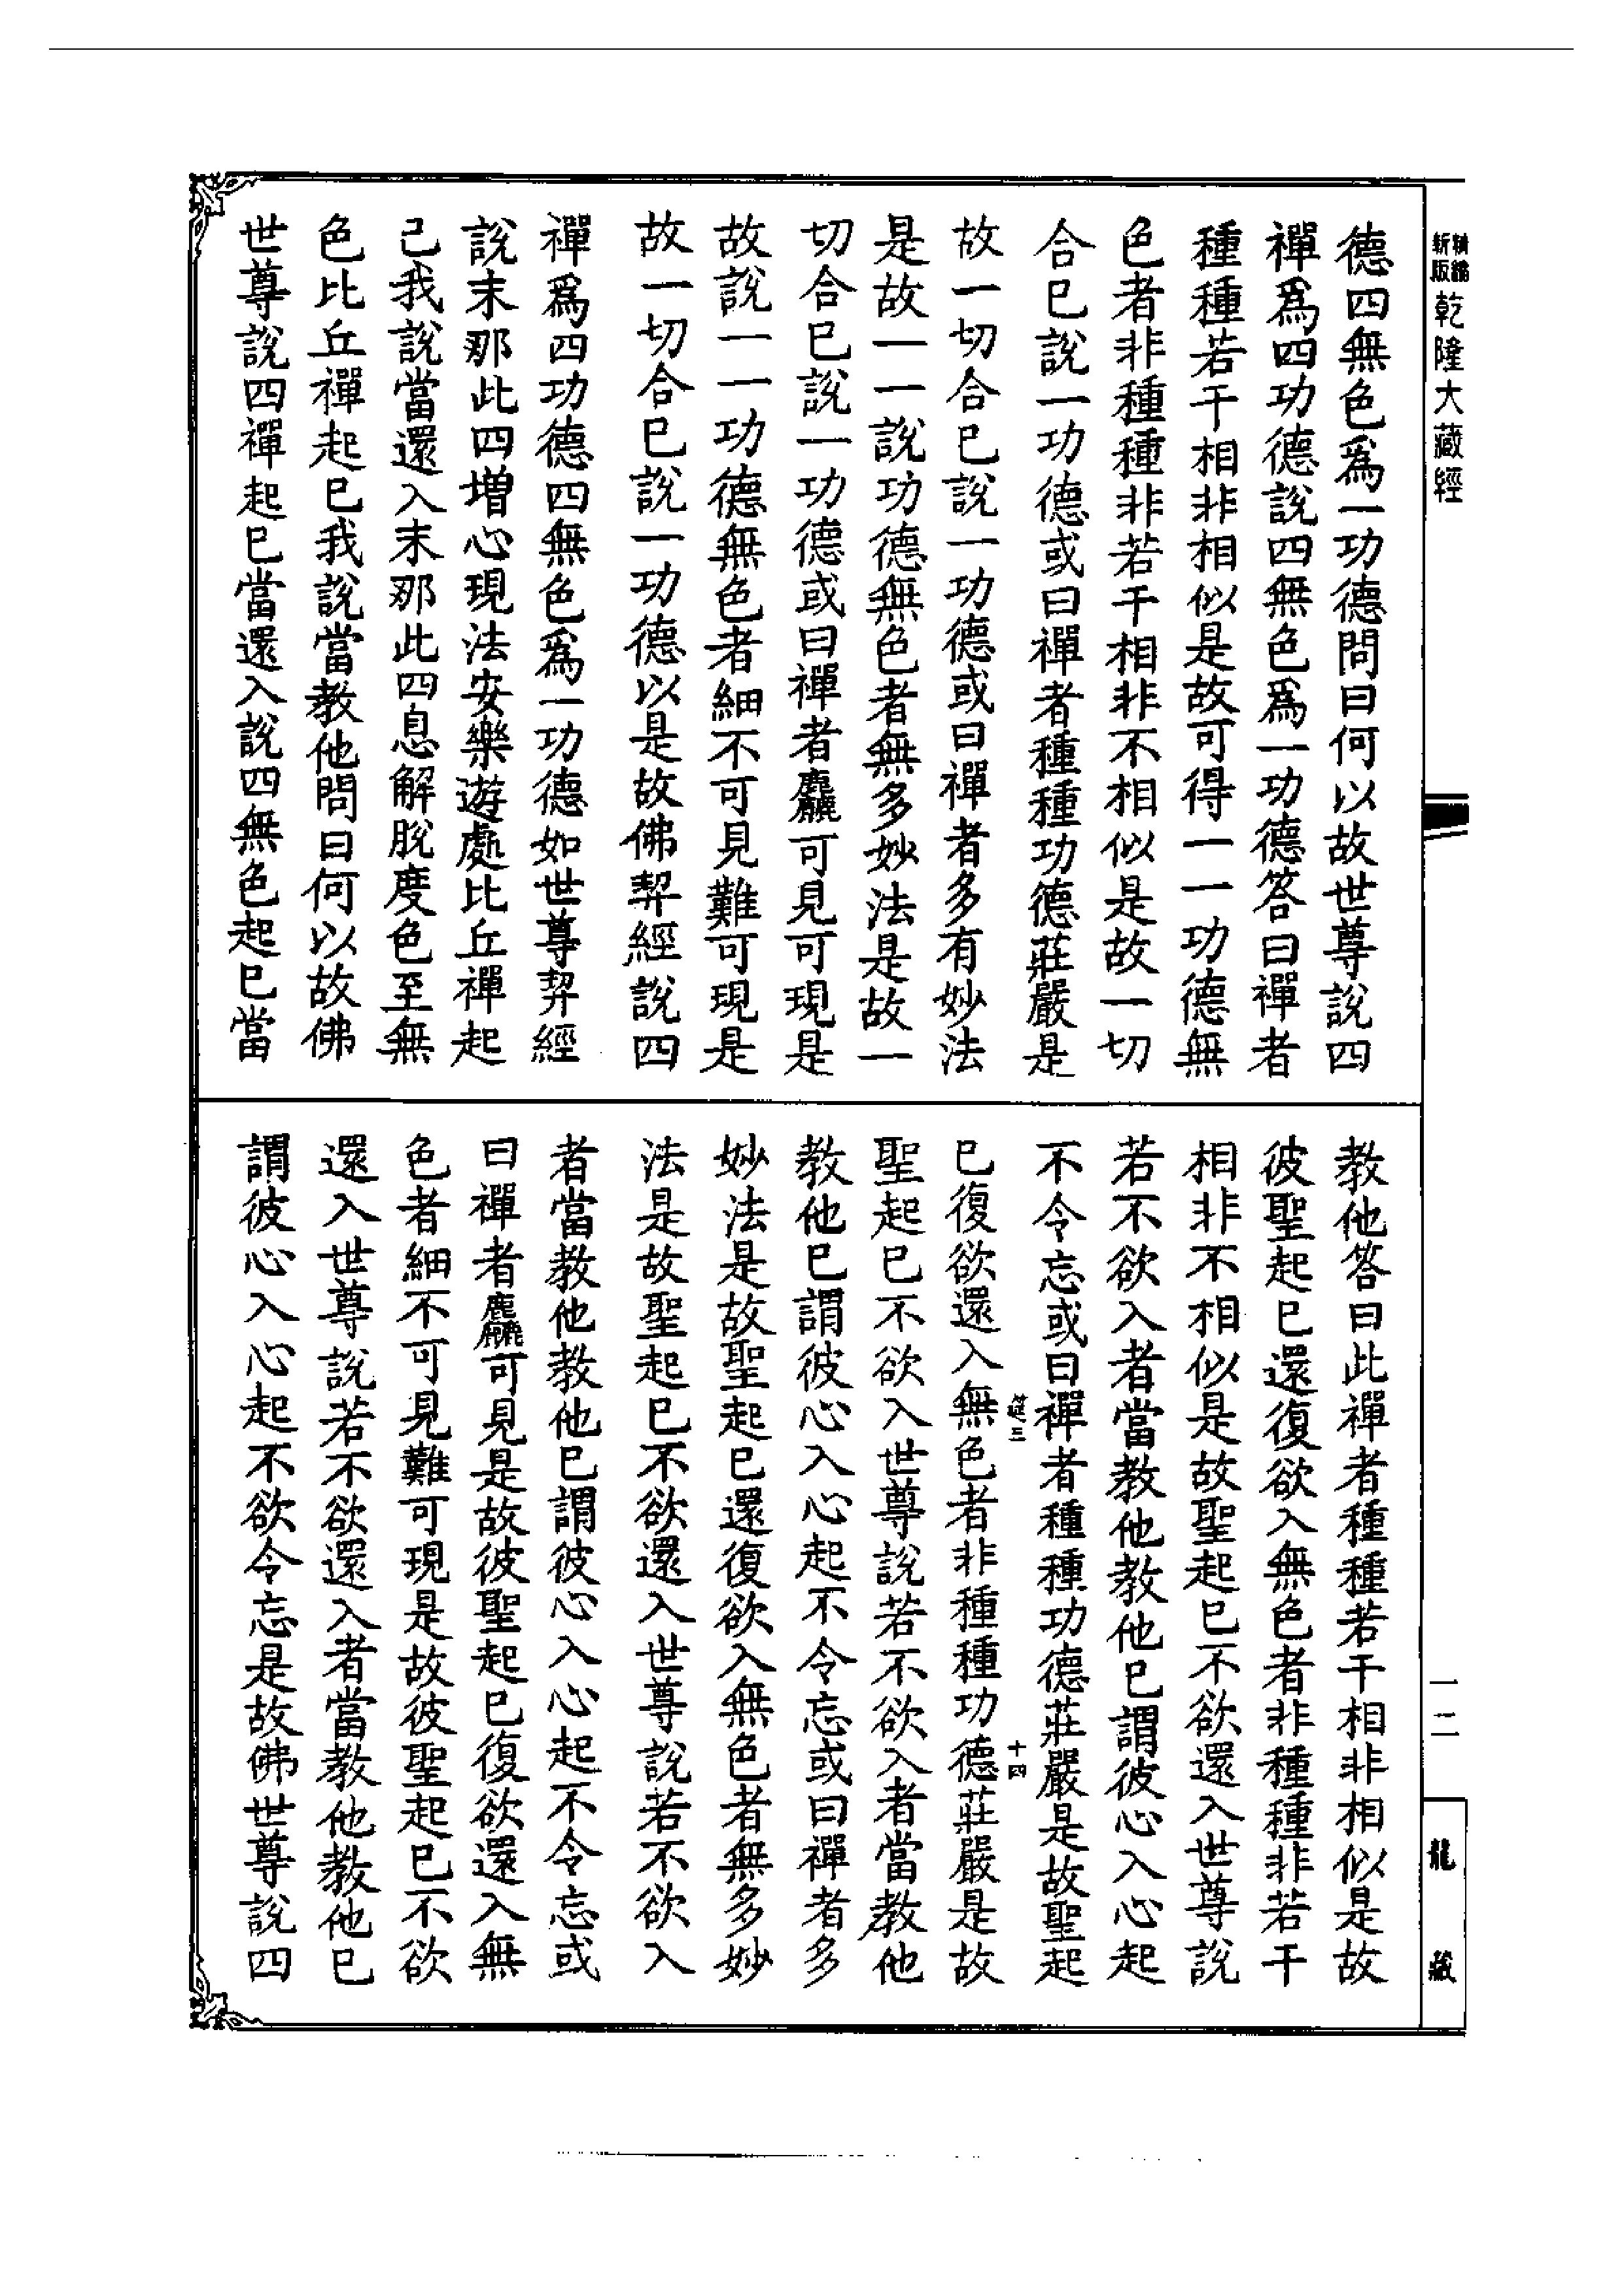 精縮新版乾隆大藏經
德四無色爲一功德問曰何以故世尊說四
禪爲四功德說四無色爲一功德答曰禪者
種種若干相非相似是故可得一一功德無
色者非種種非若干相非不相似是故一切
合已說一功德或曰禪者種種功德莊嚴是
故一切合已說一功德或曰禪者多有妙法
是故一一說功德無色者無多妙法是故一
切合已說一功德或曰禪者麤可見可現是
故說一一功德無色者細不可見難可現是
故一切合已說一功德以是故佛契經說四
禪爲四功德四無色爲一功德如世尊契經
說末那此四增心現法安樂遊處比丘禪起
已我說當還入末那此四息解脫度色至無
色比丘禪起已我說當教他問曰何以故佛
世尊說四禪起已當還入說四無色起已當
教他答曰此禪者種種若干相非相似是故
彼聖起已還復欲入無色者非種種非若干
相非不相似是故聖起已不欲還入世尊說
若不欲入者當教他教他已謂彼心入心起
不令忘或曰禪者種種功德莊嚴是故聖起
已復欲還入無色者非種種功德莊嚴是故
聖起已不欲入世尊說若不欲入者當教他
教他已謂彼心入心起不令忘或曰禪者多
妙法是故聖起已還復欲入無色者無多妙
法是故聖起已不欲還入世尊說若不欲入
者當教他教他已謂彼心入心起不令忘或
曰禪者麤可見是故彼聖起已復欲還入無
色者細不可見難可現是故彼聖起已不欲
還入世尊說若不欲還入者當教他教他已
謂彼心入心起不欲令忘是故佛世尊說四
筵三
十四
一二
龍藏